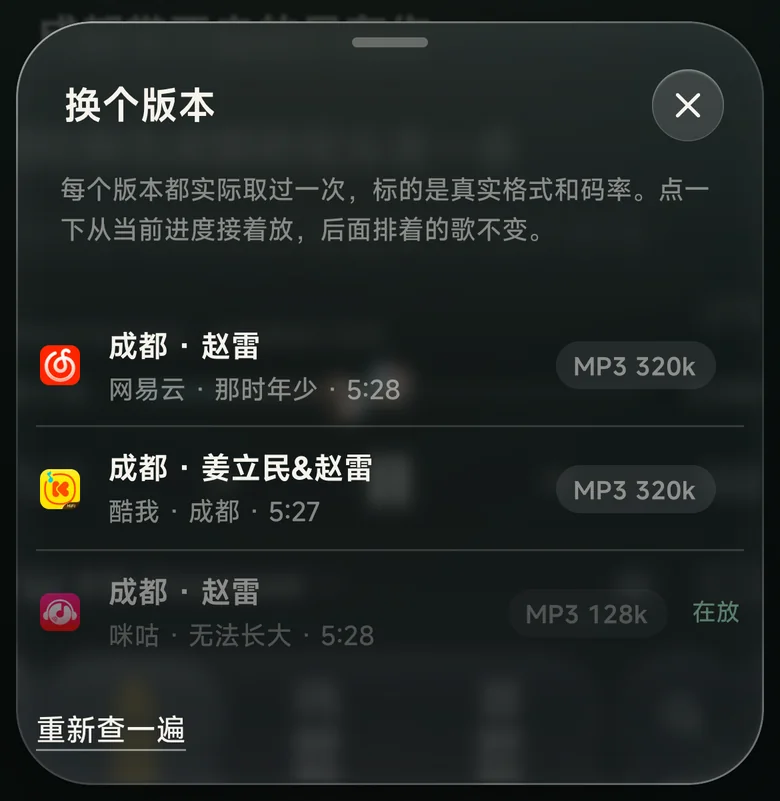 换个版本
每个版本都实际取过一次，标的是真实格式和码率。点一
下从当前进度接着放，后面排着的歌不变。
成都 · 赵雷
MP3 320k
网易云 · 那时年少 · 5:28
成都 · 姜立民&赵雷
MP3 320k
酷我 · 成都 · 5:27
成都 · 赵雷
MP3 128k 在放
咪咕 · 无法长大 · 5:28
重新查一遍